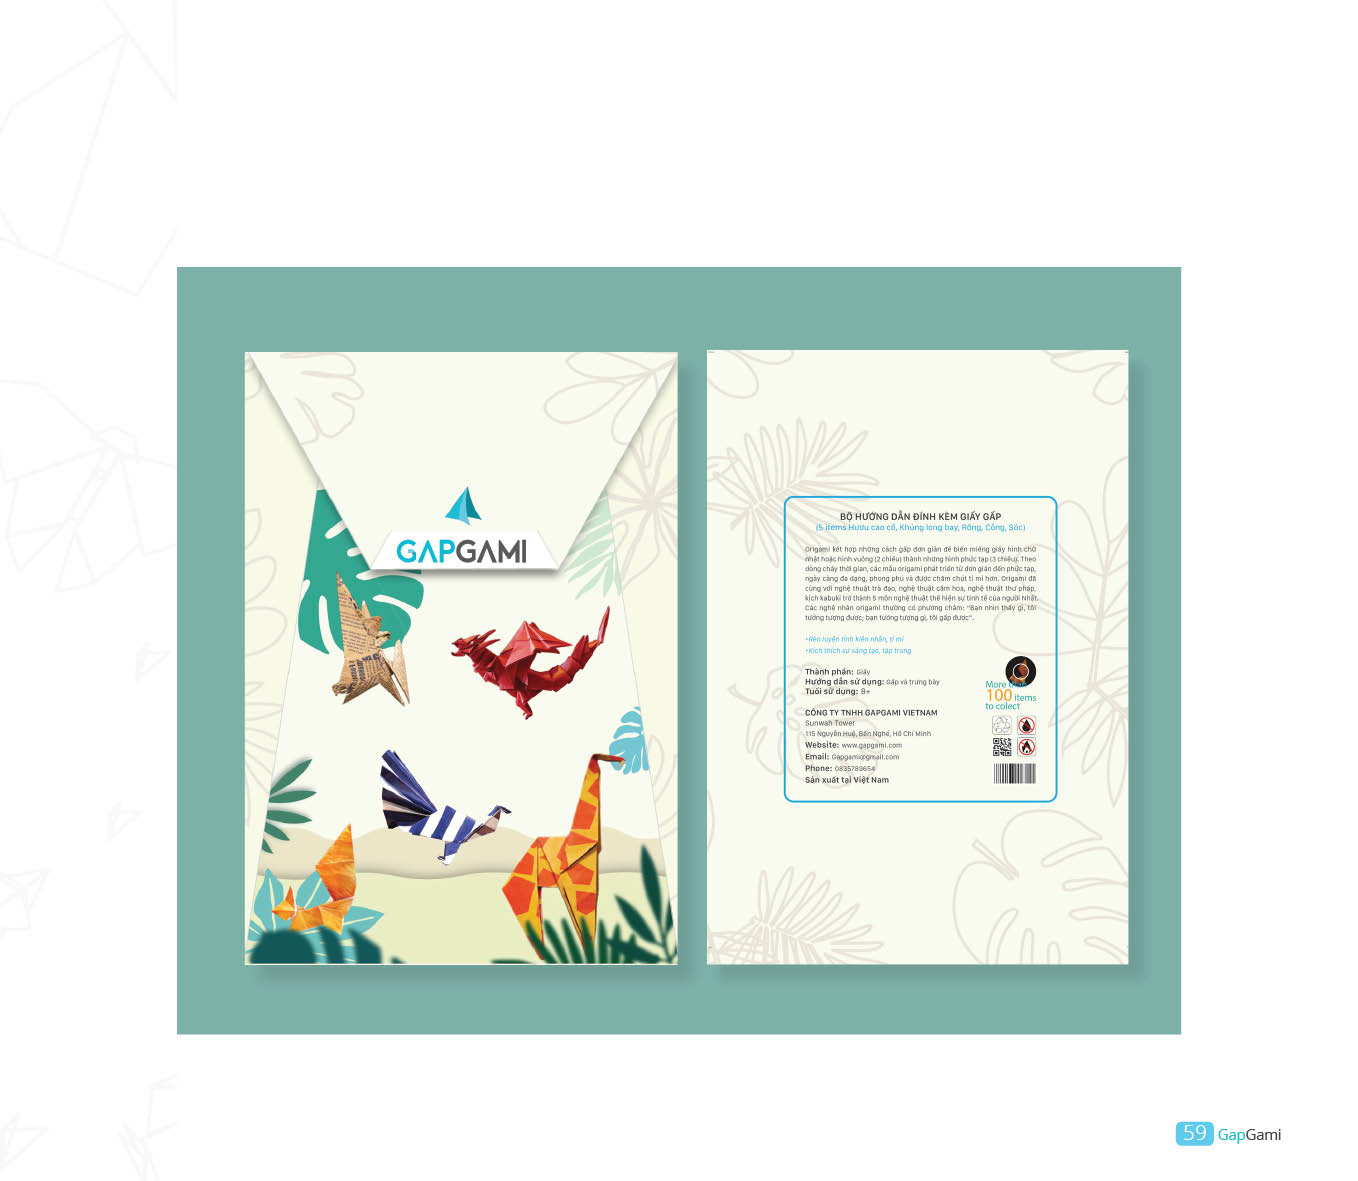 GAPGAMI
BỘ HƯỚNG DẪN ĐÍNH KÈM GIẤY GẤP
(5 items Hươu cao cổ, Khủng long bay, Rồng, Công, Sóc)
Origami kết hợp những cách gấp đơn giản để biến miếng giấy hình chữ
nhật hoặc hình vuông (2 chiều) thành những hình phức tạp (3 chiều). Theo
dòng chảy thời gian, các mẫu origami phát triển từ đơn giản đến phức tạp,
ngày càng đa dạng, phong phú và được chăm chút tỉ mỉ hơn. Origami đã
cùng với nghệ thuật trà đạo, nghệ thuật cắm hoa, nghệ thuật thư pháp,
kịch kabuki trở thành 5 môn nghệ thuật thể hiện sự tinh tế của người Nhật.
Các nghệ nhân origami thường có phương châm: "Bạn nhìn thấy gì, tôi
tưởng tượng được; bạn tưởng tượng gì, tôi gấp được".
•Rèn luyện tính kiên nhẫn, tỉ mỉ
•Kích thích sự sáng tạo, tập trung
Thành phần: Giấy
Hướng dẫn sử dụng: Gấp và trưng bày
Tuổi sử dụng: 8+
More than
100 items
to colect
CÔNG TY TNHH GAPGAMI VIETNAM
Sunwah Tower
115 Nguyễn Huệ, Bến Nghé, Hồ Chí Minh
Website: www.gapgami.com
Email: Gapgami@gmail.com
Phone: 0835789654
Sản xuất tại Việt Nam
59 GapGami